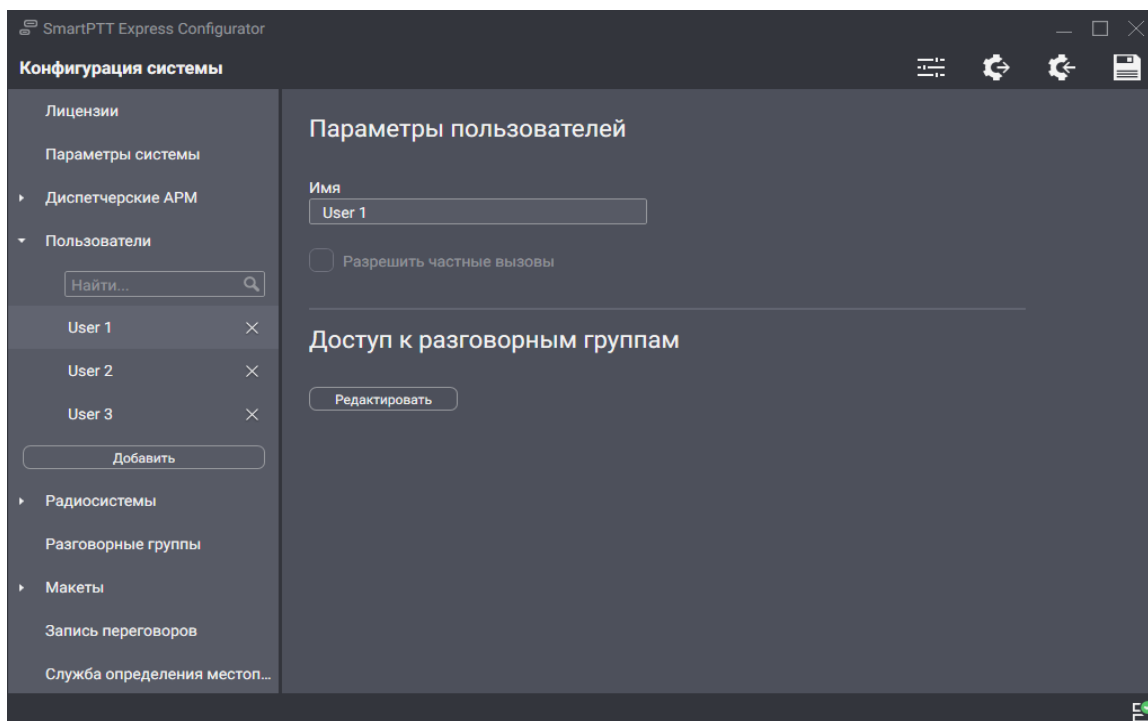 SmartPTT Express Configurator
Конфигурация системы
Лицензии
Параметры системы
Диспетчерские АРМ
Пользователи
Найти...
User 1
User 2
User 3
Добавить
Радиосистемы
Разговорные группы
Макеты
Запись переговоров
Служба определения местоп...
Параметры пользователей
Имя
User 1
Разрешить частные вызовы
Доступ к разговорным группам
Редактировать